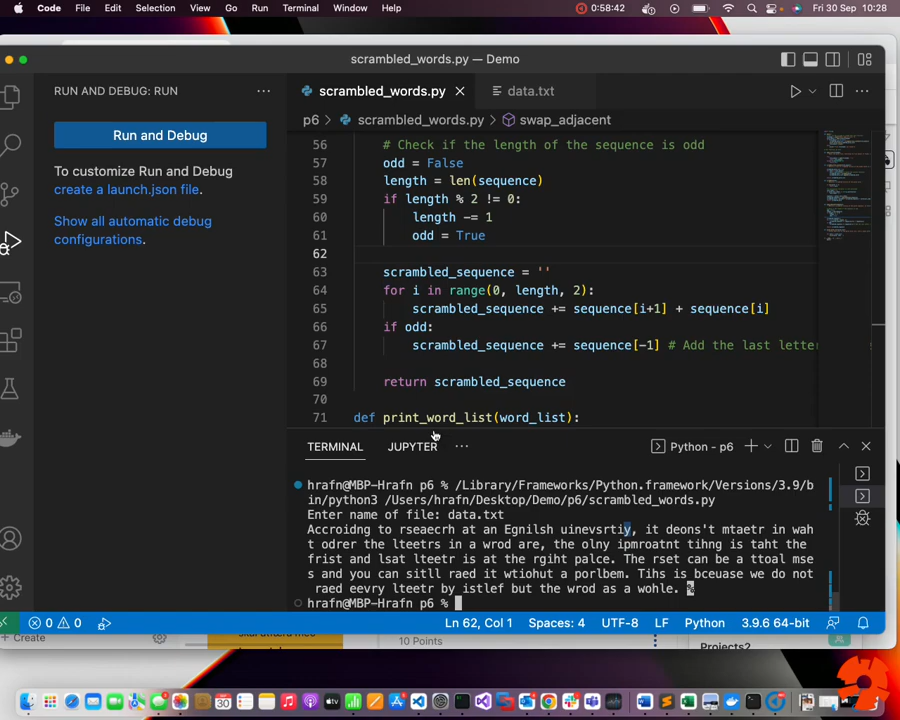 Code File Edit Selection View Go Run Terminal Window Help 0:58:42 Fri 30 Sep 10:28
scrambled_words.py — Demo
RUN AND DEBUG: RUN
scrambled_words.py data.txt
p6 > scrambled_words.py > swap_adjacent
Run and Debug
To customize Run and Debug
create a launch.json file.
Show all automatic debug
configurations.
56 # Check if the length of the sequence is odd
57 odd = False
58 length = len(sequence)
59 if length % 2 != 0:
60 length -= 1
61 odd = True
62
63 scrambled_sequence = ''
64 for i in range(0, length, 2):
65 scrambled_sequence += sequence[i+1] + sequence[i]
66 if odd:
67 scrambled_sequence += sequence[-1] # Add the last letter
68
69 return scrambled_sequence
70
71 def print_word_list(word_list):
TERMINAL JUPYTER ··· Python - p6
hrafn@MBP-Hrafn p6 % /Library/Frameworks/Python.framework/Versions/3.9/b
in/python3 /Users/hrafn/Desktop/Demo/p6/scrambled_words.py
Enter name of file: data.txt
Accroidng to rseaecrh at an Egnilsh uinevsrtiy, it deons't mtaetr in wah
t odrer the lteetrs in a wrod are, the olny ipmroatnt tihng is taht the
frist and lsat lteetr is at the rgiht palce. The rset can be a ttoal mse
s and you can sitll raed it wtiohut a porlbem. Tihs is bceuase we do not
 raed eevry lteetr by istlef but the wrod as a wohle. %
hrafn@MBP-Hrafn p6 %
0 0 Ln 62, Col 1 Spaces: 4 UTF-8 LF Python 3.9.6 64-bit
Create
10 Points
Projects?